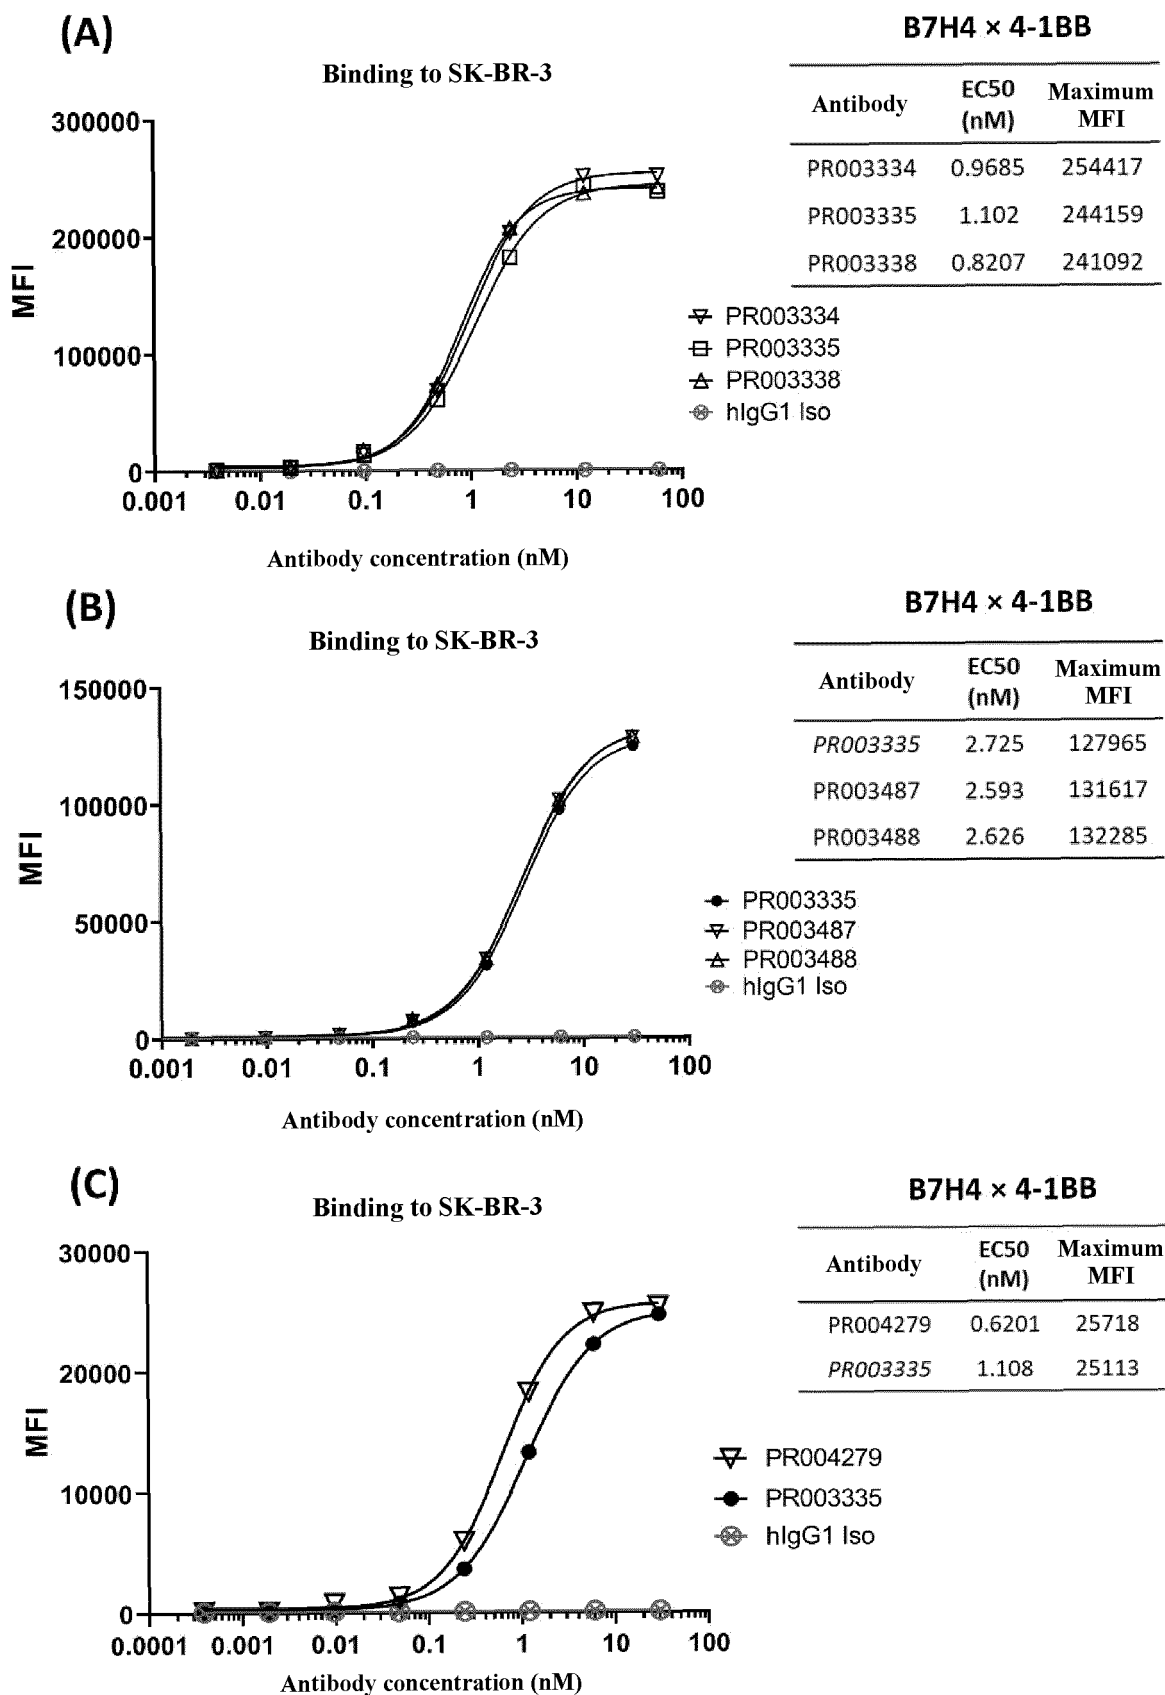 (A)
B7H4 × 4-1BB
Binding to SK-BR-3
Antibody EC50 (nM) Maximum MFI
PR003334 0.9685 254417
PR003335 1.102 244159
PR003338 0.8207 241092
300000
200000
100000
0
MFI
PR003334
PR003335
PR003338
hIgG1 Iso
0.001 0.01 0.1 1 10 100
Antibody concentration (nM)
(B)
B7H4 × 4-1BB
Binding to SK-BR-3
Antibody EC50 (nM) Maximum MFI
PR003335 2.725 127965
PR003487 2.593 131617
PR003488 2.626 132285
150000
100000
50000
0
MFI
PR003335
PR003487
PR003488
hIgG1 Iso
0.001 0.01 0.1 1 10 100
Antibody concentration (nM)
(C)
B7H4 × 4-1BB
Binding to SK-BR-3
Antibody EC50 (nM) Maximum MFI
PR004279 0.6201 25718
PR003335 1.108 25113
30000
20000
10000
0
MFI
PR004279
PR003335
hIgG1 Iso
0.0001 0.001 0.01 0.1 1 10 100
Antibody concentration (nM)